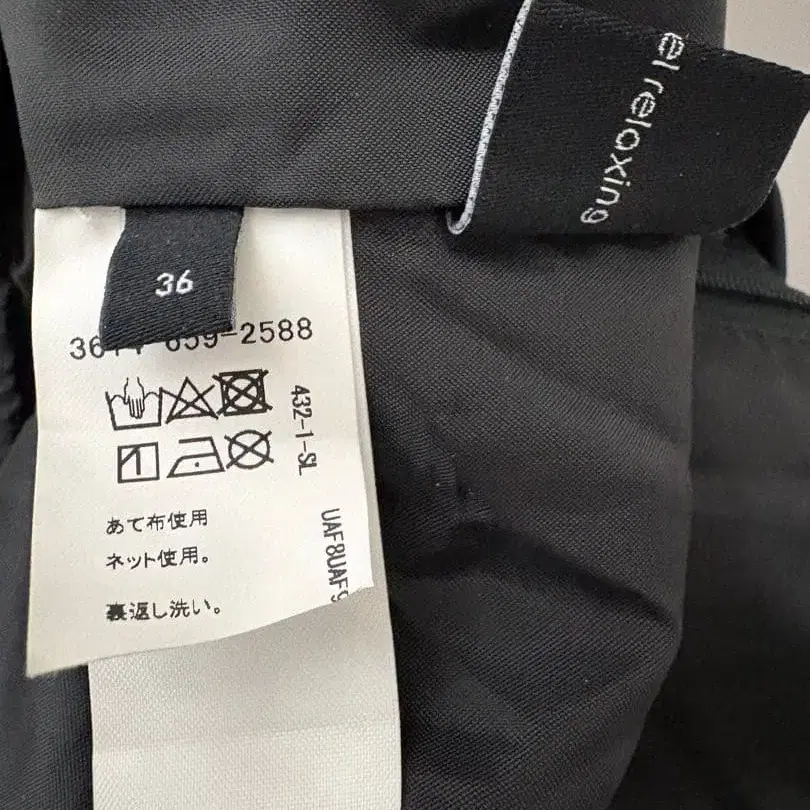 el relaxing
36
659-2588
432-1-SL
あて布使用
ネット使用。
裏返し洗い。
UAF8UAF9